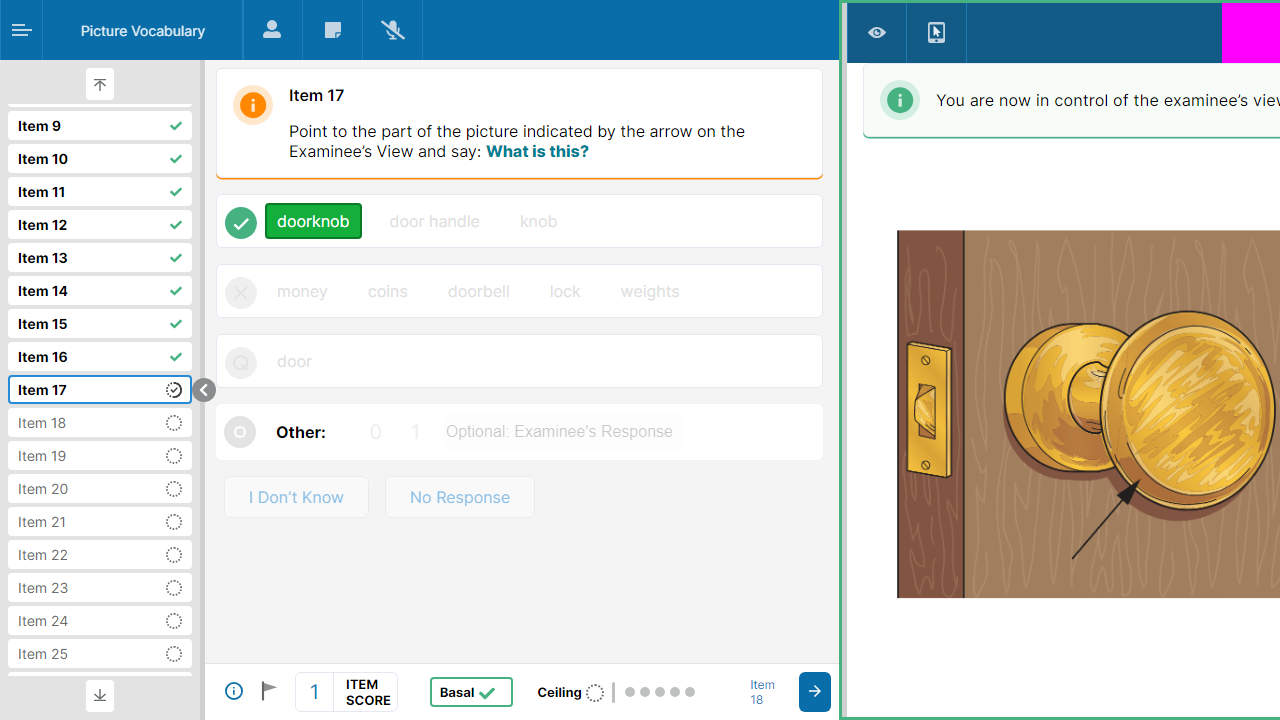 Picture Vocabulary
Item 9
Item 10
Item 11
Item 12
Item 13
Item 14
Item 15
Item 16
Item 17
Item 18
Item 19
Item 20
Item 21
Item 22
Item 23
Item 24
Item 25
Item 17
Point to the part of the picture indicated by the arrow on the
Examinee’s View and say: What is this?
doorknob door handle knob
money coins doorbell lock weights
Q door
O Other: 0 1 Optional: Examinee's Response
I Don’t Know No Response
1 ITEM
SCORE
Basal
Ceiling
Item
18
You are now in control of the examinee’s view